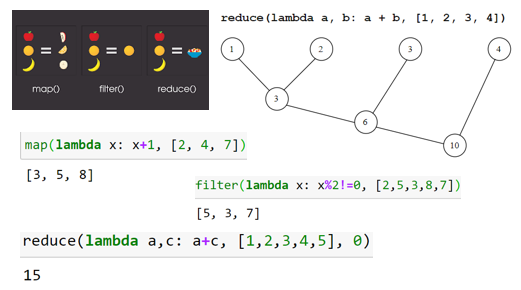 = = =
map() filter() reduce()
reduce(lambda a, b: a + b, [1, 2, 3, 4])
1 2 3 4
3
6
10
map(lambda x: x+1, [2, 4, 7])
[3, 5, 8]
filter(lambda x: x%2!=0, [2,5,3,8,7])
[5, 3, 7]
reduce(lambda a,c: a+c, [1,2,3,4,5], 0)
15